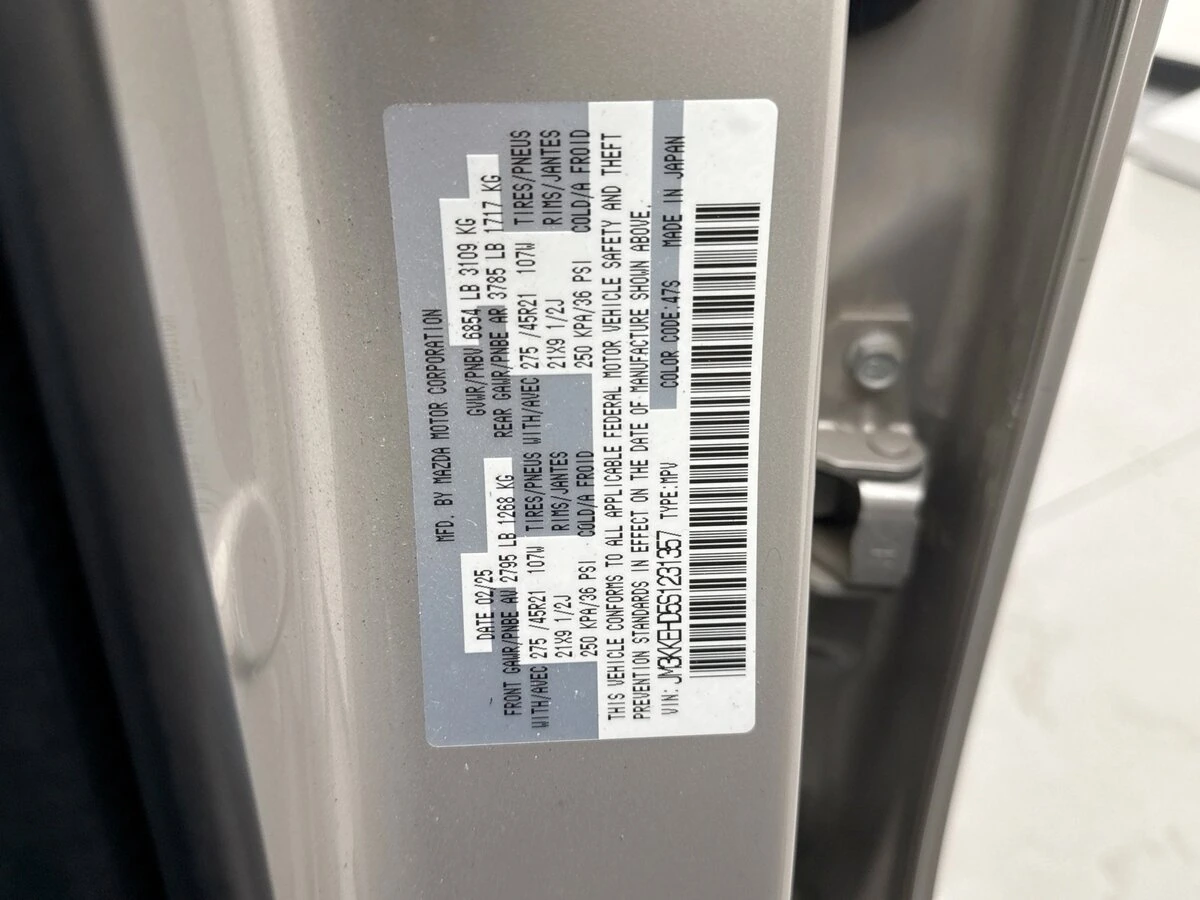 MFD. BY MAZDA MOTOR CORPORATION
DATE 02/25 GVWR/PNBV 6854 LB 3109 KG
FRONT GAWR/PNBE AV 2795 LB 1268 KG REAR GAWR/PNBE AR 3785 LB 1717 KG
WITH/AVEC 275 /45R21 107W TIRES/PNEUS WITH/AVEC 275 /45R21 107W TIRES/PNEUS
21X9 1/2J RIMS/JANTES 21X9 1/2J RIMS/JANTES
250 KPA/36 PSI COLD/A FROID 250 KPA/36 PSI COLD/A FROID
THIS VEHICLE CONFORMS TO ALL APPLICABLE FEDERAL MOTOR VEHICLE SAFETY AND THEFT
PREVENTION STANDARDS IN EFFECT ON THE DATE OF MANUFACTURE SHOWN ABOVE.
VIN: JM3KKEHD5S1231357 TYPE:MPV COLOR CODE:47S MADE IN JAPAN